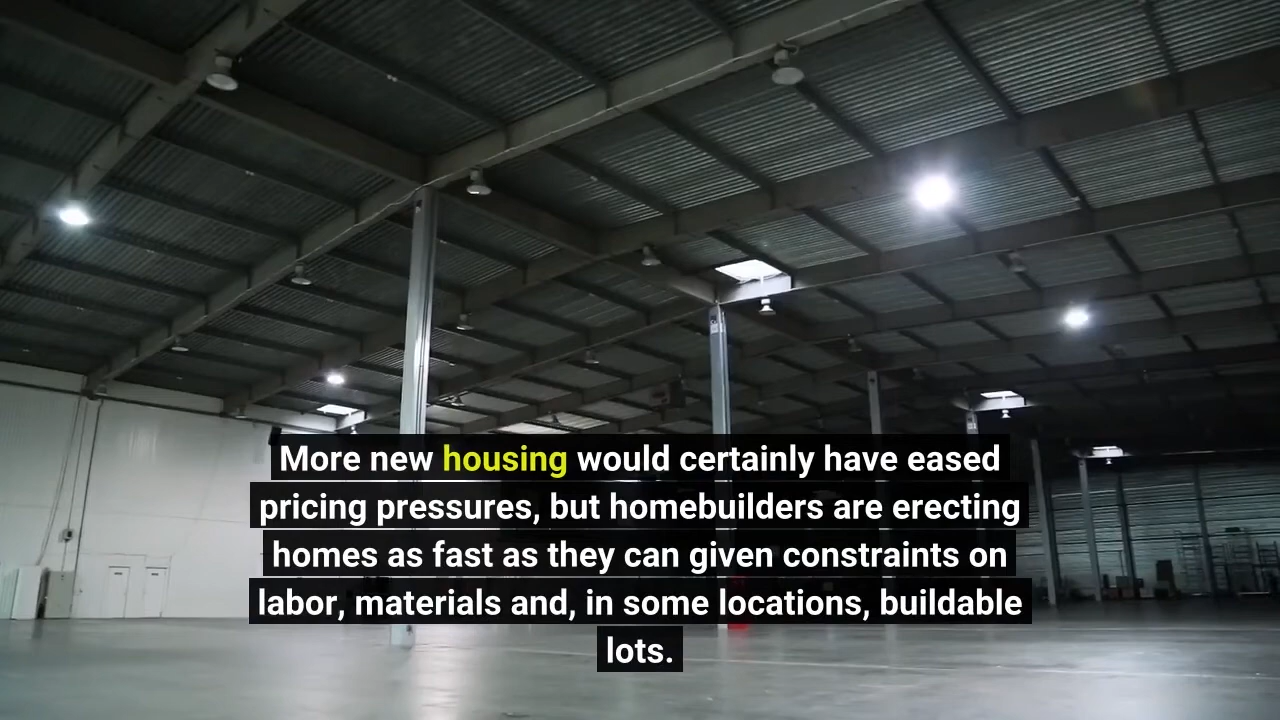 More new housing would certainly have eased
pricing pressures, but homebuilders are erecting
homes as fast as they can given constraints on
labor, materials and, in some locations, buildable
lots.